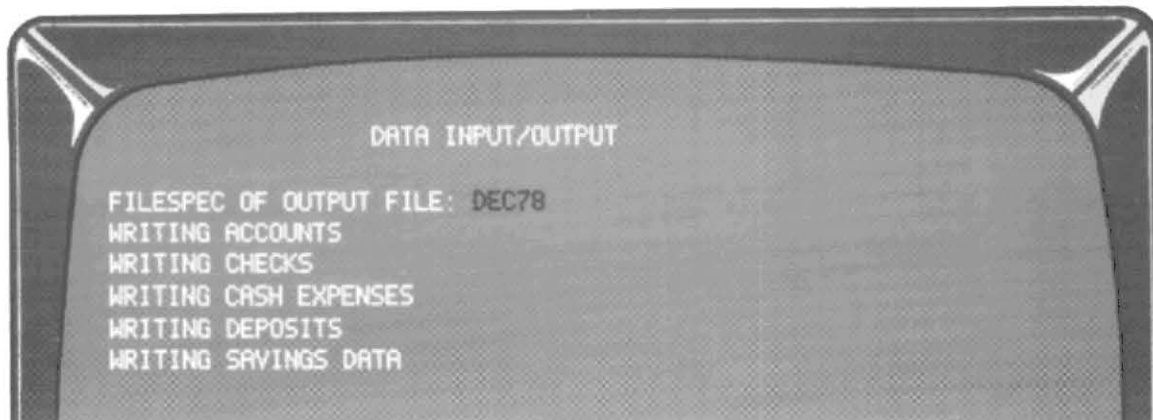 DATA INPUT/OUTPUT
FILESPEC OF OUTPUT FILE: DEC78
WRITING ACCOUNTS
WRITING CHECKS
WRITING CASH EXPENSES
WRITING DEPOSITS
WRITING SAVINGS DATA